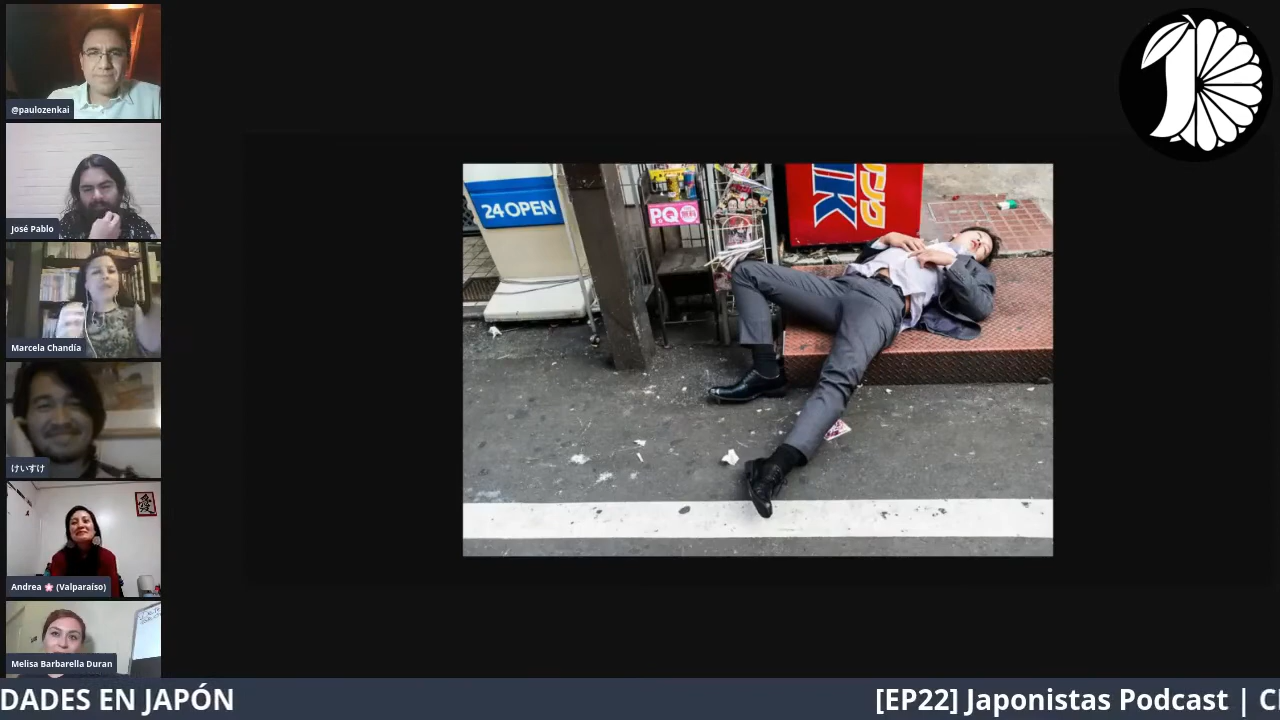 @paulozenkai
José Pablo
Marcela Chandía
けいすけ
Andrea 🌸 (Valparaíso)
Melisa Barbarella Duran
24 OPEN
PQ
DADES EN JAPÓN
[EP22] Japonistas Podcast | C